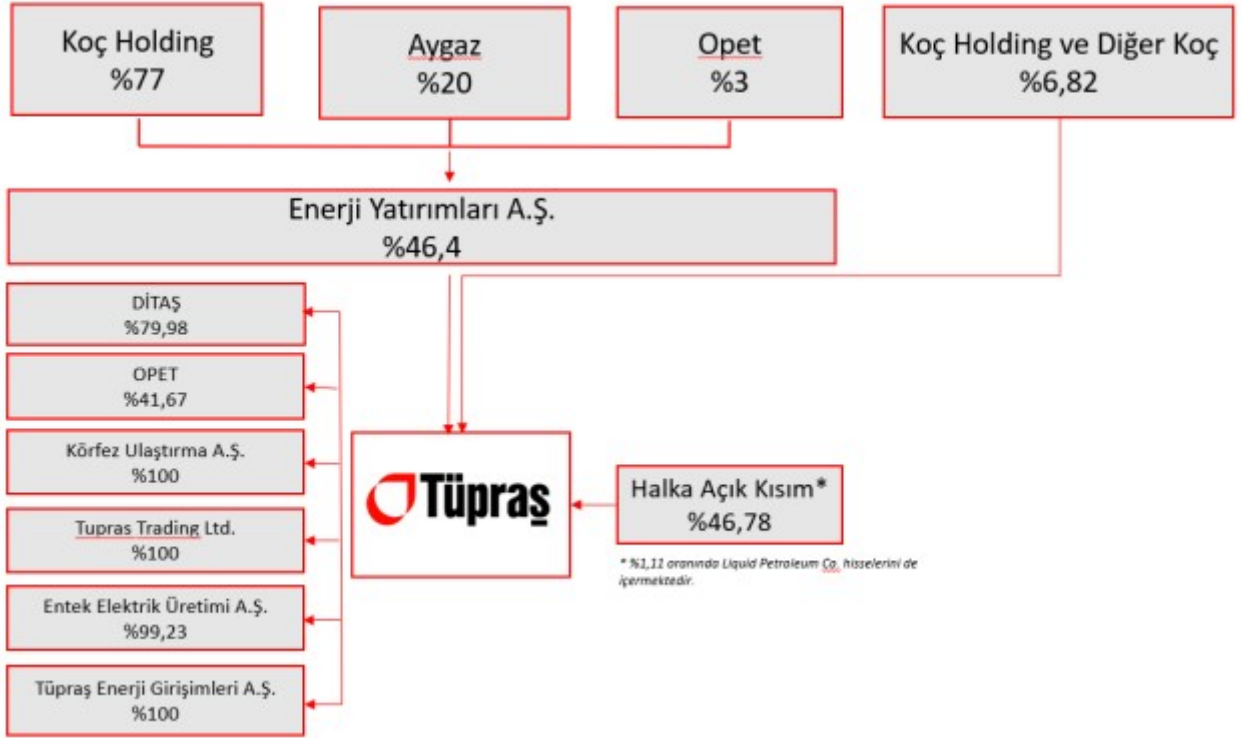 Koç Holding
%77
Aygaz
%20
Opet
%3
Koç Holding ve Diğer Koç
%6,82
Enerji Yatırımları A.Ş.
%46,4
DİTAŞ
%79,98
OPET
%41,67
Körfez Ulaştırma A.Ş.
%100
Tupras Trading Ltd.
%100
Entek Elektrik Üretimi A.Ş.
%99,23
Tüpraş Enerji Girişimleri A.Ş.
%100
Tüpraş
Halka Açık Kısım*
%46,78
* %1,11 oranında Liquid Petroleum Co. hisselerini de
içermektedir.